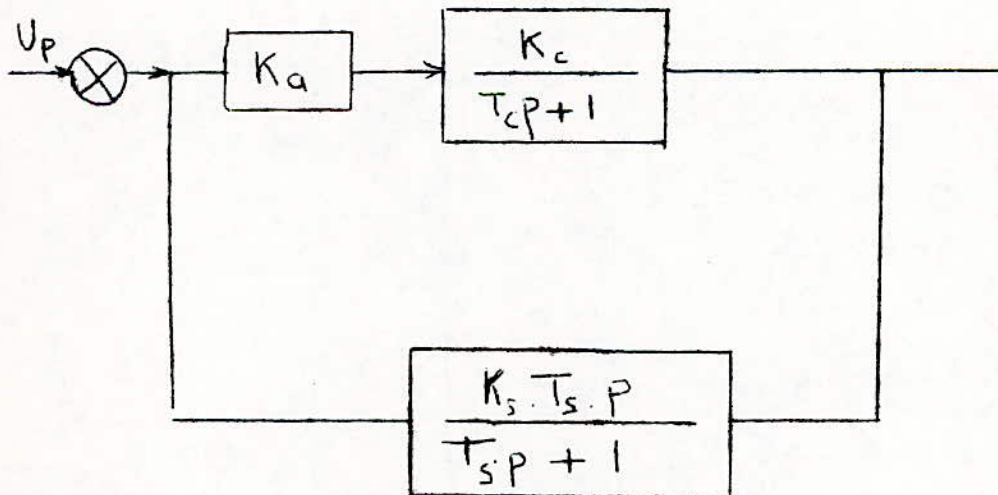 Up
Ka
Kc
Tcp + 1
Ks. Ts. p
Ts.p + 1